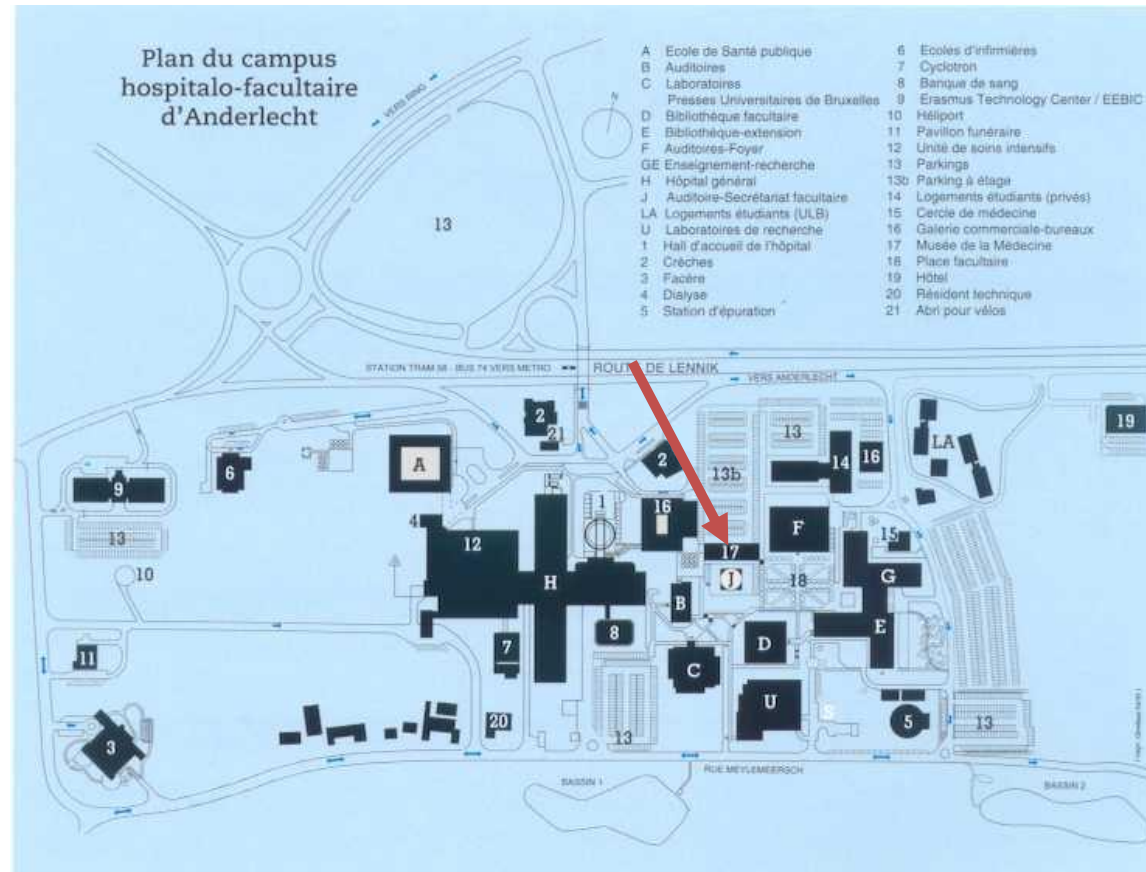 Plan du campus
hospitalo-facultaire
d'Anderlecht
A Ecole de Santé publique
B Auditoires
C Laboratoires
Presses Universitaires de Bruxelles
D Bibliothèque facultaire
E Bibliothèque-extension
F Auditoires-Foyer
GE Enseignement-recherche
H Hôpital général
J Auditoire-Secrétariat facultaire
LA Logements étudiants (ULB)
U Laboratoires de recherche
1 Hall d'accueil de l'hôpital
2 Crèches
3 Facère
4 Dialyse
5 Station d'épuration
6 Ecoles d'infirmières
7 Cyclotron
8 Banque de sang
9 Erasmus Technology Center / EEBIC
10 Héliport
11 Pavillon funéraire
12 Unité de soins intensifs
13 Parkings
13b Parking à étage
14 Logements étudiants (privés)
15 Cercle de médecine
16 Galerie commerciale-bureaux
17 Musée de la Médecine
18 Place facultaire
19 Hôtel
20 Résident technique
21 Abri pour vélos
VERS RING
N
13
STATION TRAM 58 - BUS 74 VERS METRO
ROUTE DE LENNIK
VERS ANDERLECHT
2
21
19
13
LA
6
A
2
14
16
9
13b
1
16
4
F
13
12
15
17
10
H
J
18
G
B
8
E
7
D
11
C
U
S
5
13
20
3
13
RUE MEYLEMEERSCH
BASSIN 1
BASSIN 2